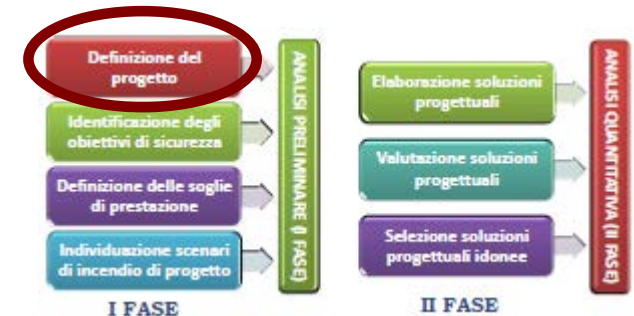 Definizione del
progetto
Identificazione degli
obiettivi di sicurezza
Definizione delle soglie
di prestazione
Individuazione scenari
di incendio di progetto
ANALISI PRELIMINARE (I FASE)
I FASE
Elaborazione soluzioni
progettuali
Valutazione soluzioni
progettuali
Selezione soluzioni
progettuali idonee
ANALISI QUANTITATIVA (II FASE)
II FASE